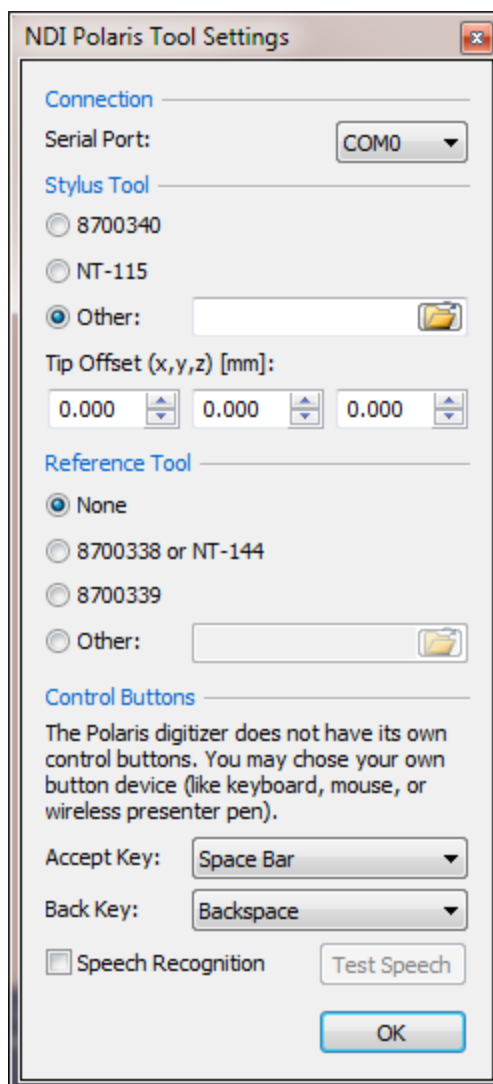 NDI Polaris Tool Settings
Connection
Serial Port: COM0
Stylus Tool
8700340
NT-115
Other:
Tip Offset (x,y,z) [mm]:
0.000 0.000 0.000
Reference Tool
None
8700338 or NT-144
8700339
Other:
Control Buttons
The Polaris digitizer does not have its own
control buttons. You may chose your own
button device (like keyboard, mouse, or
wireless presenter pen).
Accept Key: Space Bar
Back Key: Backspace
Speech Recognition Test Speech
OK